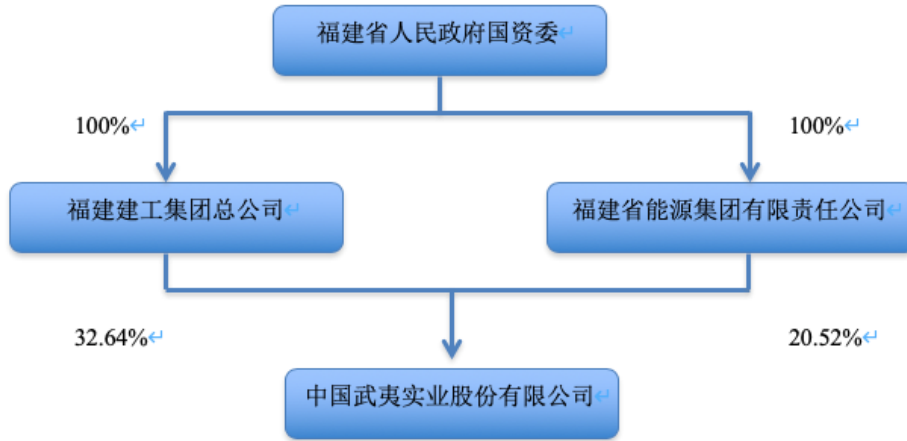 福建省人民政府国资委↵
100%↵
100%↵
福建建工集团总公司↵
福建省能源集团有限责任公司↵
32.64%↵
20.52%↵
中国武夷实业股份有限公司↵